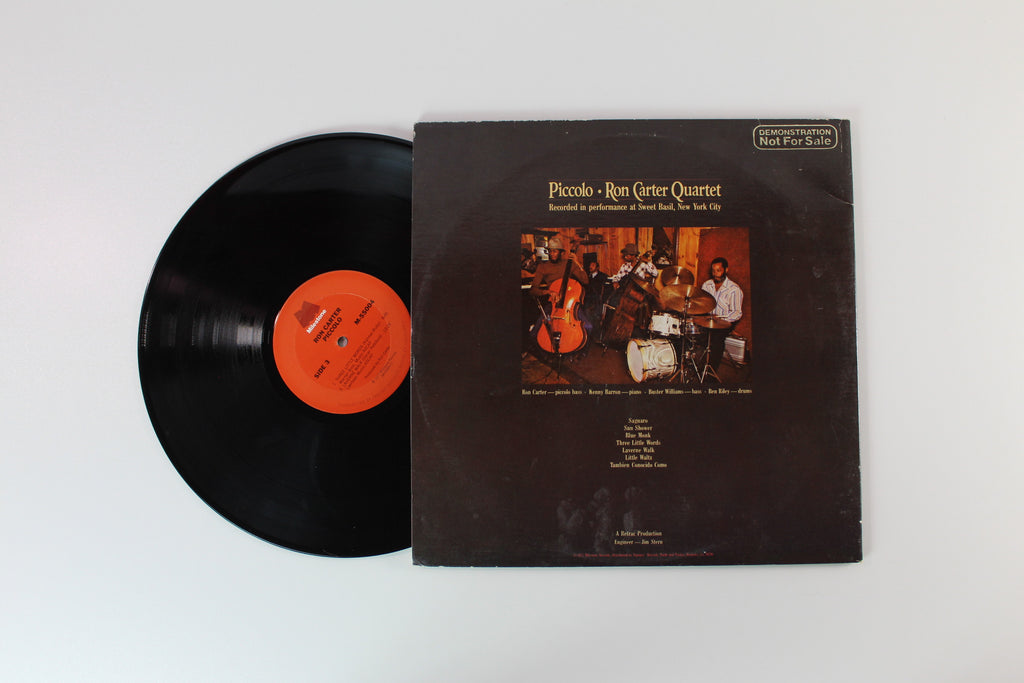 DEMONSTRATION
Not For Sale
Piccolo • Ron Carter Quartet
Recorded in performance at Sweet Basil, New York City
Ron Carter—piccolo bass - Kenny Barron—piano - Buster Williams—bass - Ben Riley—drums
Saguaro
Sun Shower
Blue Monk
Three Little Words
Laverne Walk
Little Waltz
Tambien Conocido Como
A Retrac Production
Engineer—Jim Stern
Milestone
RON CARTER
PICCOLO
M-55004
SIDE 3